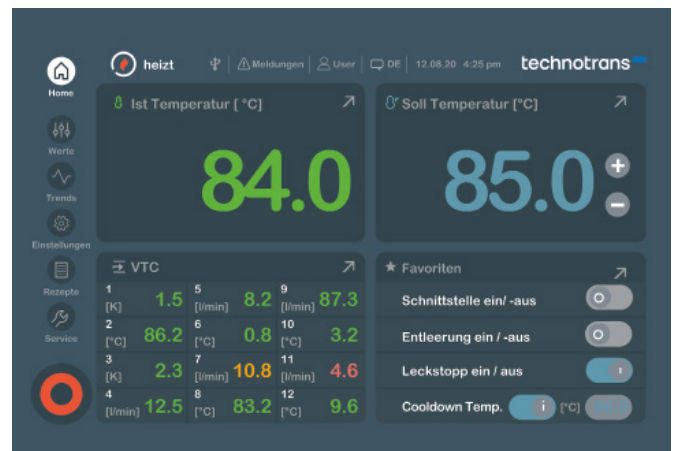 heizt
Meldungen
User
DE
12.08.20 4:25 pm
technotrans
Home
Werte
Trends
Einstellungen
Rezepte
Service
Ist Temperatur [ °C]
84.0
Soll Temperatur [°C]
85.0
VTC
1 [K] 1.5
5 [l/min] 8.2
9 [l/min] 87.3
2 [°C] 86.2
6 [°C] 0.8
10 [°C] 3.2
3 [K] 2.3
7 [l/min] 10.8
11 [l/min] 4.6
4 [l/min] 12.5
8 [°C] 83.2
12 [°C] 9.6
Favoriten
Schnittstelle ein/ -aus
Entleerung ein / -aus
Leckstopp ein / aus
Cooldown Temp. [°C]